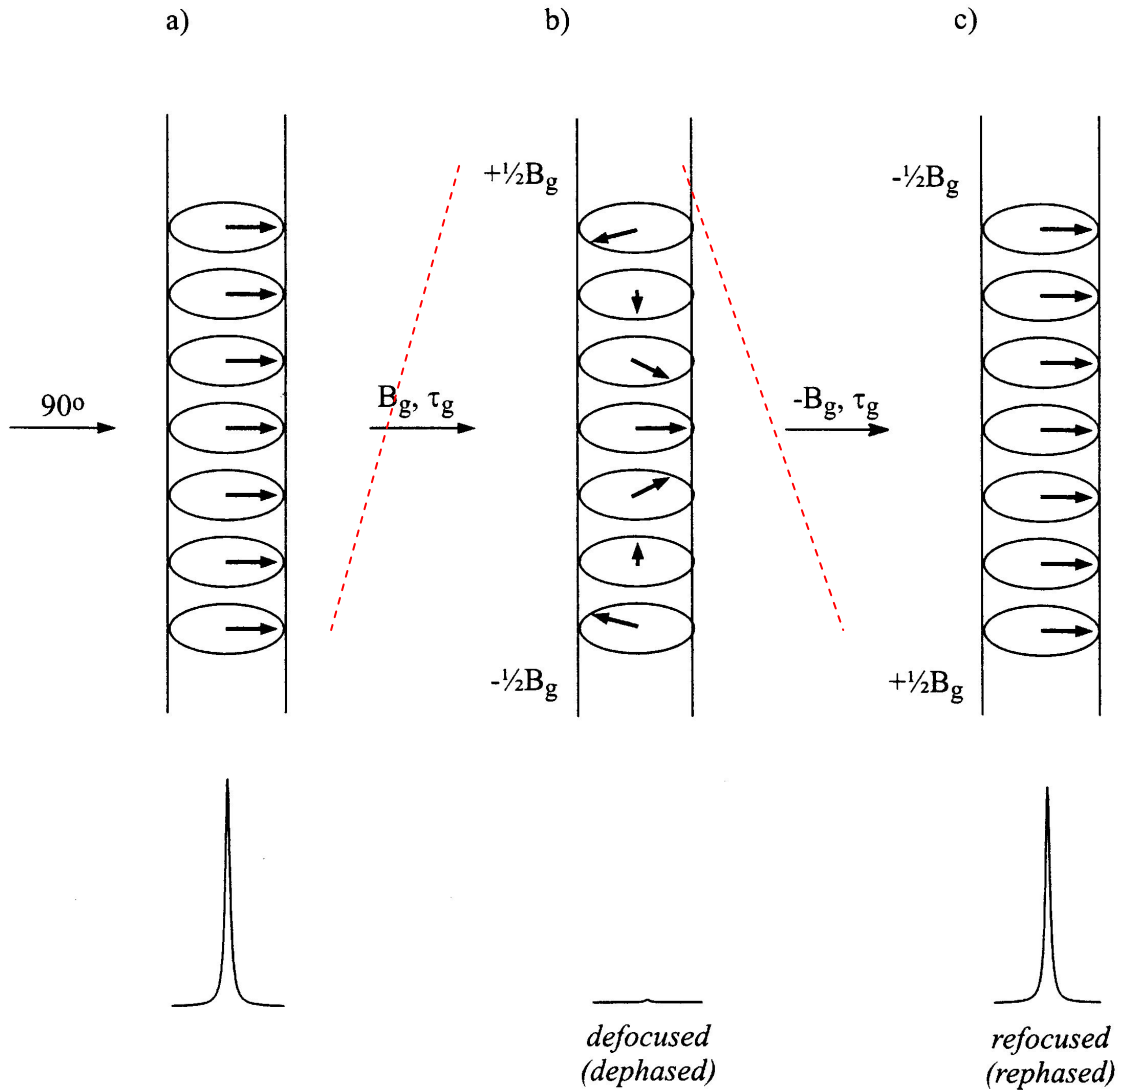 a)
b)
c)
+½Bg
-½Bg
90o
Bg, τg
-Bg, τg
-½Bg
+½Bg
defocused
(dephased)
refocused
(rephased)